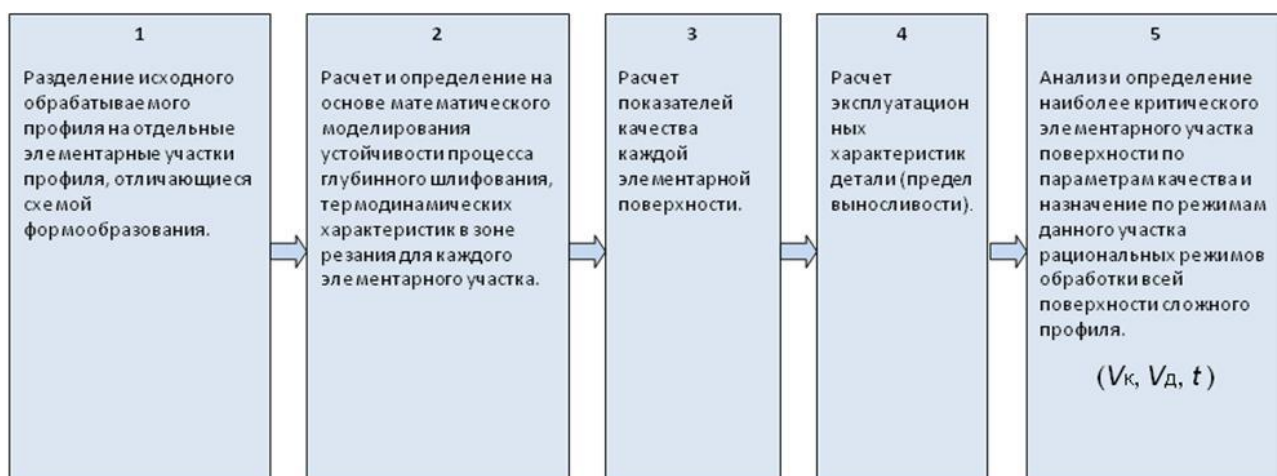 1
Разделение исходного
обрабатываемого
профиля на отдельные
элементарные участки
профиля, отличающиеся
схемой
формообразования.
2
Расчет и определение на
основе математического
моделирования
устойчивости процесса
глубинного шлифования,
термодинамических
характеристик в зоне
резания для каждого
элементарного участка.
3
Расчет
показателей
качества
каждой
элементарной
поверхности.
4
Расчет
эксплуатацион
ных
характеристик
детали (предел
выносливости).
5
Анализ и определение
наиболее критического
элементарного участка
поверхности по
параметрам качества и
назначение по режимам
данного участка
рациональных режимов
обработки всей
поверхности сложного
профиля.
(Vк, Vд, t)